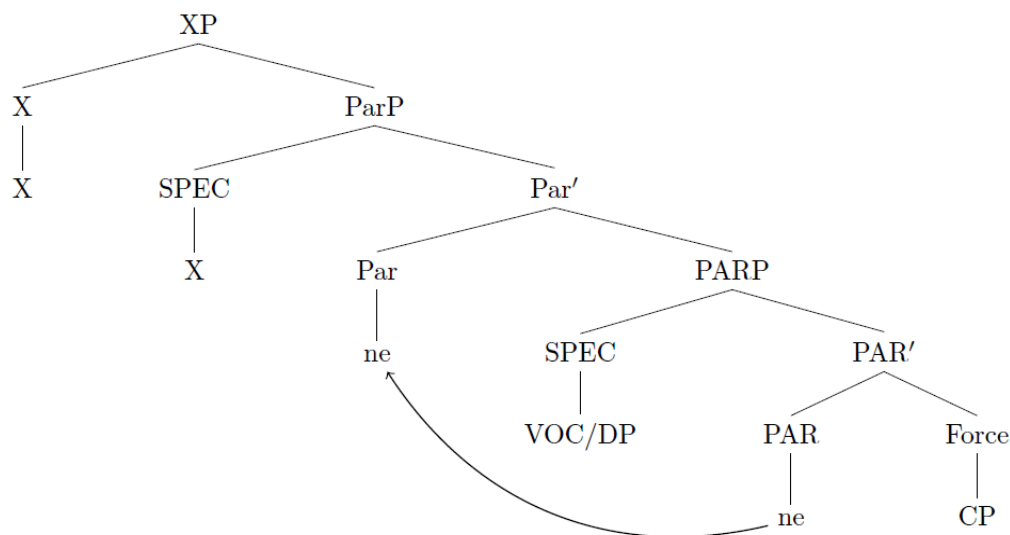 XP
X ParP
X SPEC Par′
X Par PARP
ne SPEC PAR′
VOC/DP PAR Force
ne CP